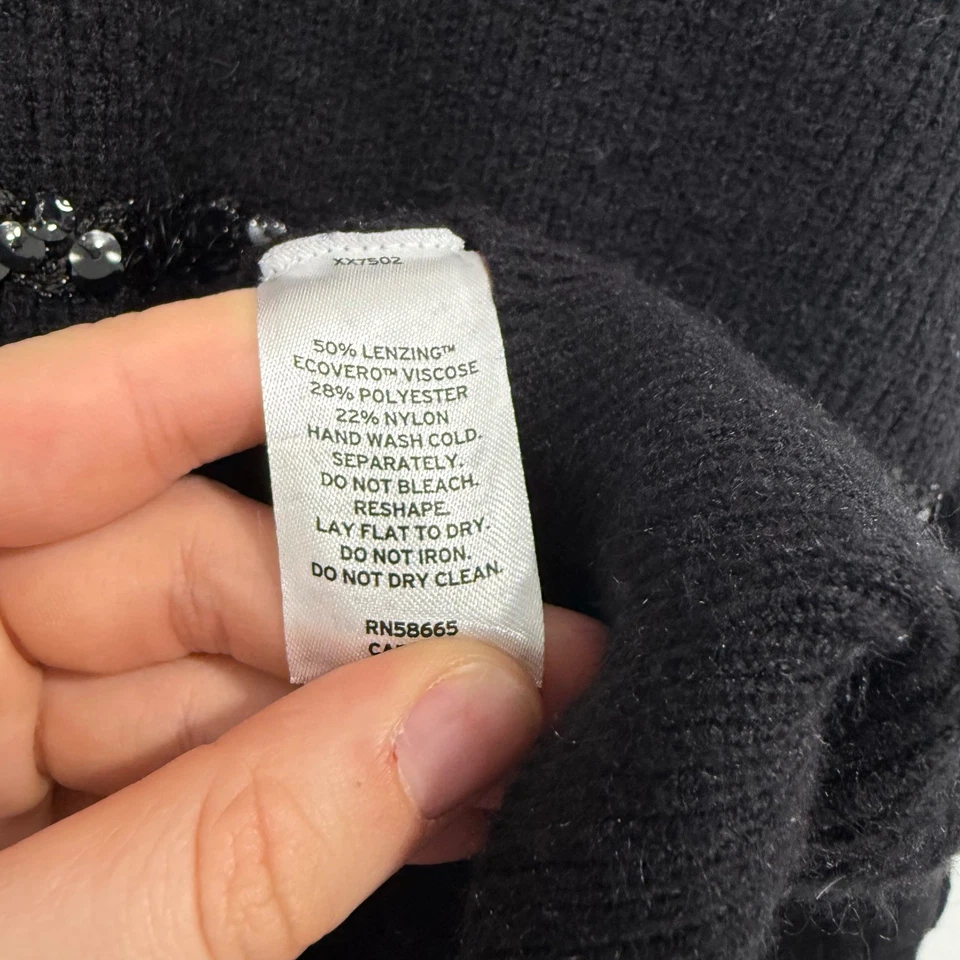 XX7502
50% LENZING™
ECOVERO™ VISCOSE
28% POLYESTER
22% NYLON
HAND WASH COLD.
SEPARATELY.
DO NOT BLEACH.
RESHAPE.
LAY FLAT TO DRY.
DO NOT IRON.
DO NOT DRY CLEAN.
RN58665